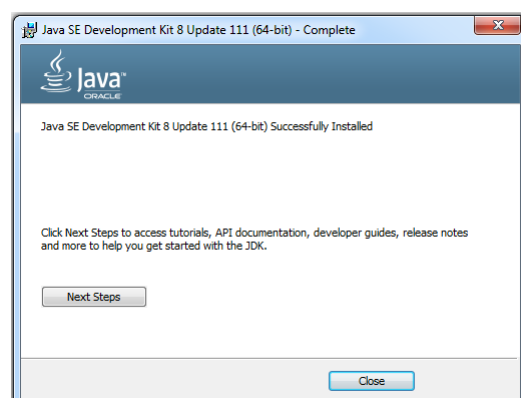 Java SE Development Kit 8 Update 111 (64-bit) - Complete
Java™
ORACLE
Java SE Development Kit 8 Update 111 (64-bit) Successfully Installed
Click Next Steps to access tutorials, API documentation, developer guides, release notes
and more to help you get started with the JDK.
Next Steps
Close